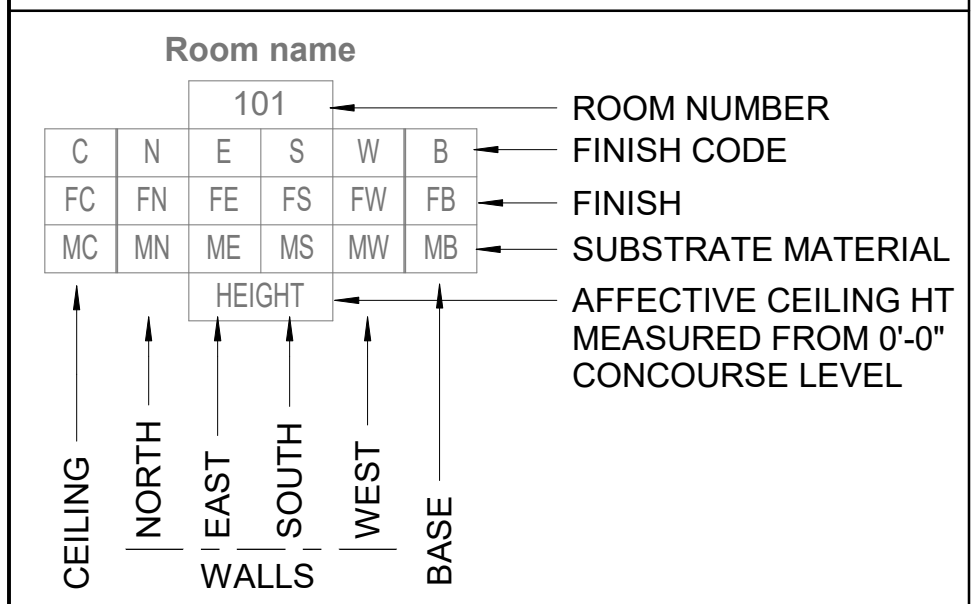 Room name
101
ROOM NUMBER
C N E S W B
FINISH CODE
FC FN FE FS FW FB
FINISH
MC MN ME MS MW MB
SUBSTRATE MATERIAL
HEIGHT
AFFECTIVE CEILING HT
MEASURED FROM 0'-0"
CONCOURSE LEVEL
CEILING
NORTH
EAST
SOUTH
WEST
BASE
WALLS